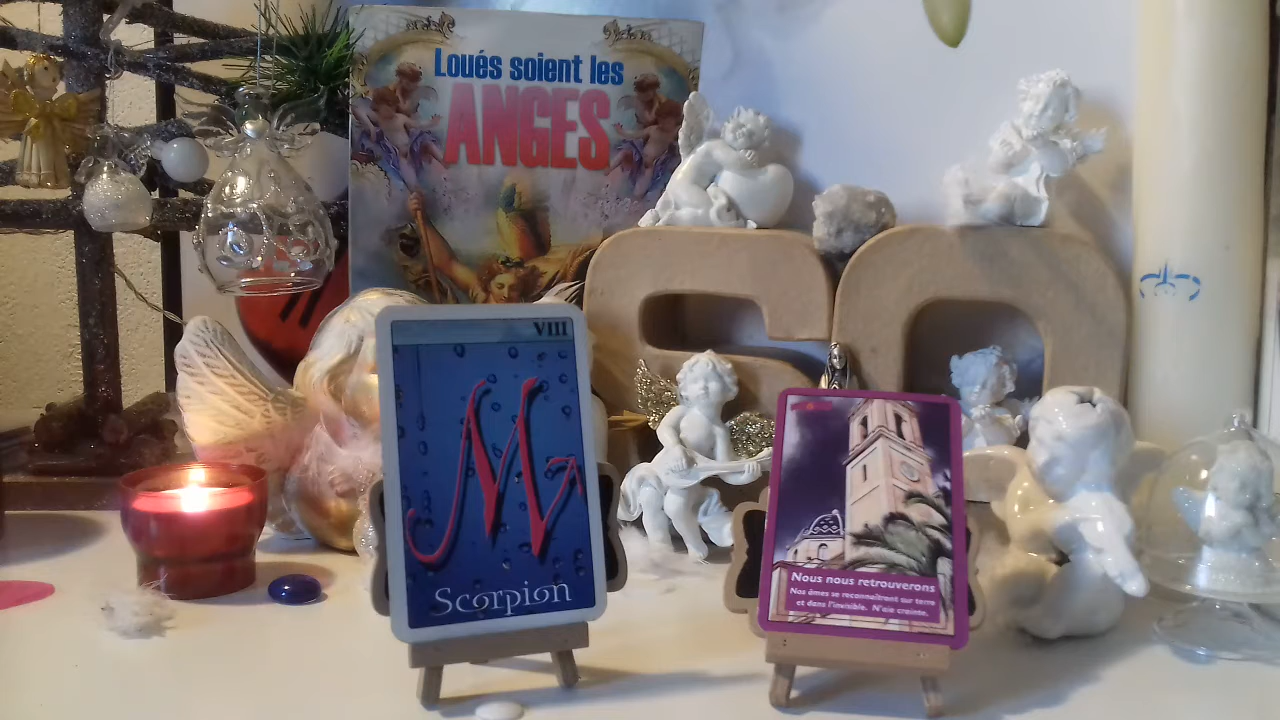 Loués soient les
ANGES
SO
VIII
M
Scorpion
Nous nous retrouverons
Nos âmes se reconnaîtront sur terre
et dans l'invisible. N'aie crainte.